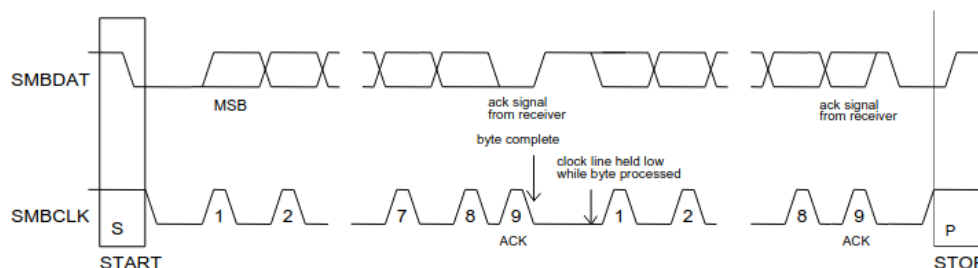 SMBDAT
MSB
ack signal
from receiver
ack signal
from receiver
byte complete
clock line held low
while byte processed
SMBCLK
S
1
2
7
8
9
1
2
8
9
P
ACK
ACK
START
STOP